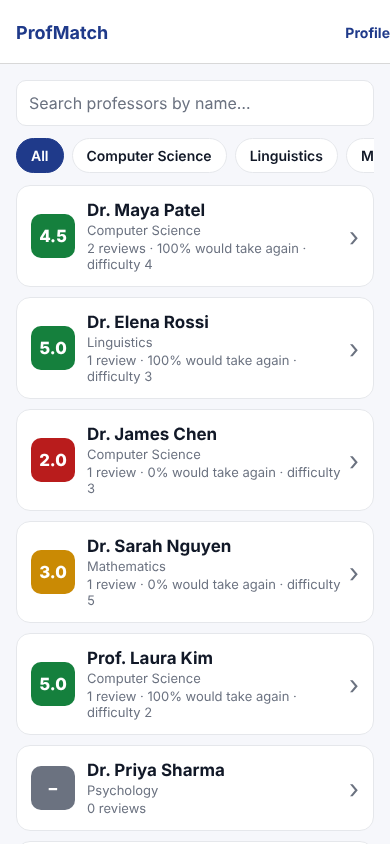 ProfMatch
Profile
Search professors by name...
All
Computer Science
Linguistics
M
4.5
Dr. Maya Patel
Computer Science
2 reviews · 100% would take again ·
difficulty 4
5.0
Dr. Elena Rossi
Linguistics
1 review · 100% would take again ·
difficulty 3
2.0
Dr. James Chen
Computer Science
1 review · 0% would take again · difficulty
3
3.0
Dr. Sarah Nguyen
Mathematics
1 review · 0% would take again · difficulty
5
5.0
Prof. Laura Kim
Computer Science
1 review · 100% would take again ·
difficulty 2
–
Dr. Priya Sharma
Psychology
0 reviews